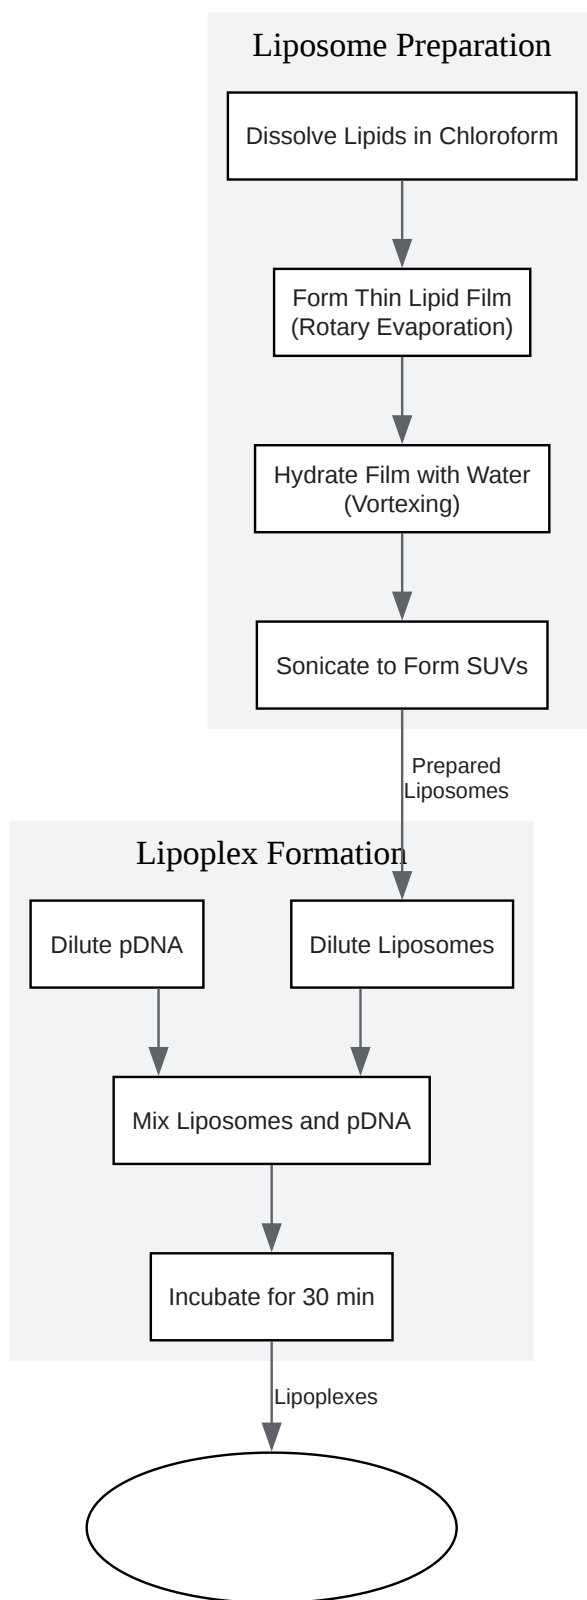 Liposome Preparation
Dissolve Lipids in Chloroform
Form Thin Lipid Film
(Rotary Evaporation)
Hydrate Film with Water
(Vortexing)
Sonicate to Form SUVs
Prepared
Liposomes
Lipoplex Formation
Dilute pDNA
Dilute Liposomes
Mix Liposomes and pDNA
Incubate for 30 min
Lipoplexes